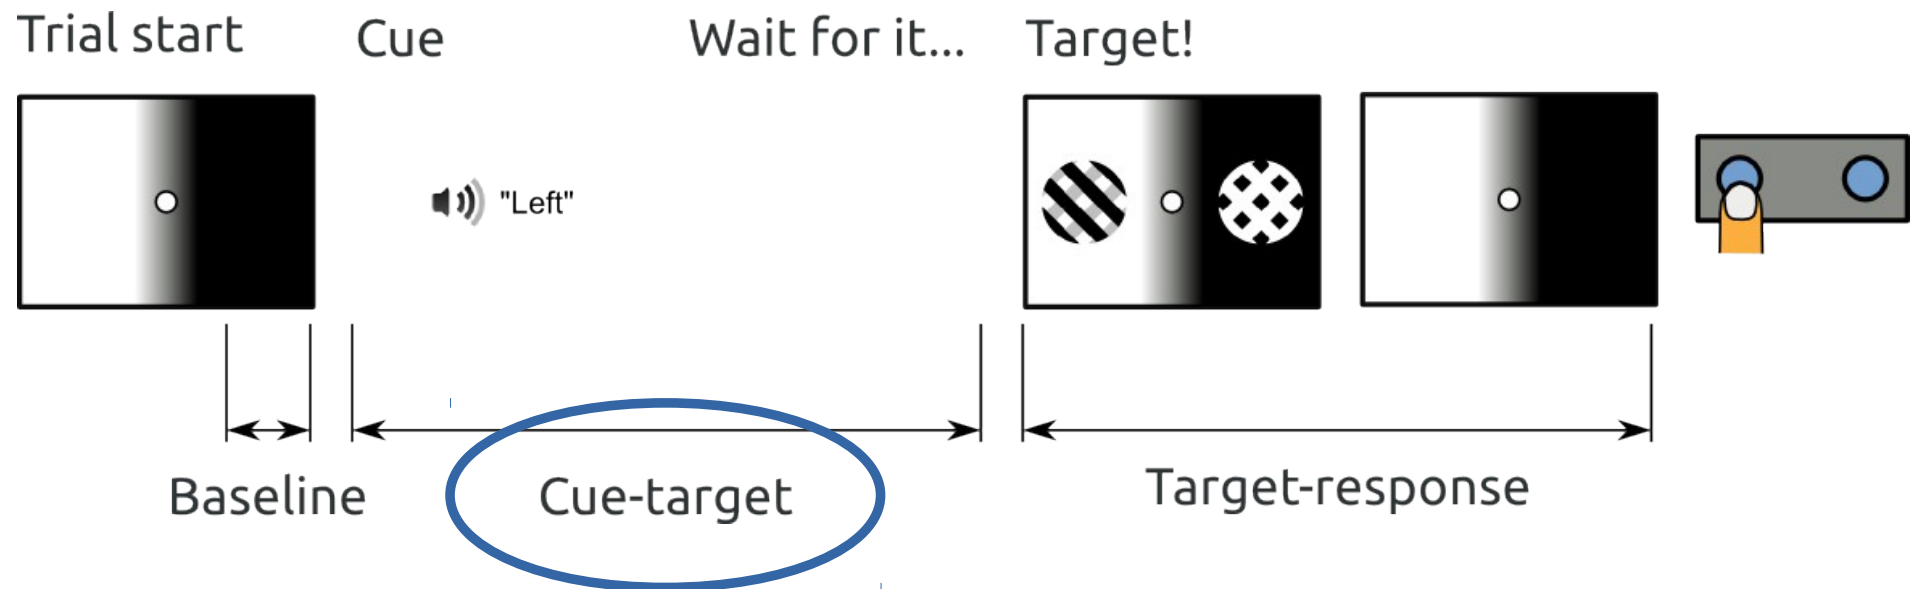 Trial start
Cue
Wait for it...
Target!
"Left"
Baseline
Cue-target
Target-response